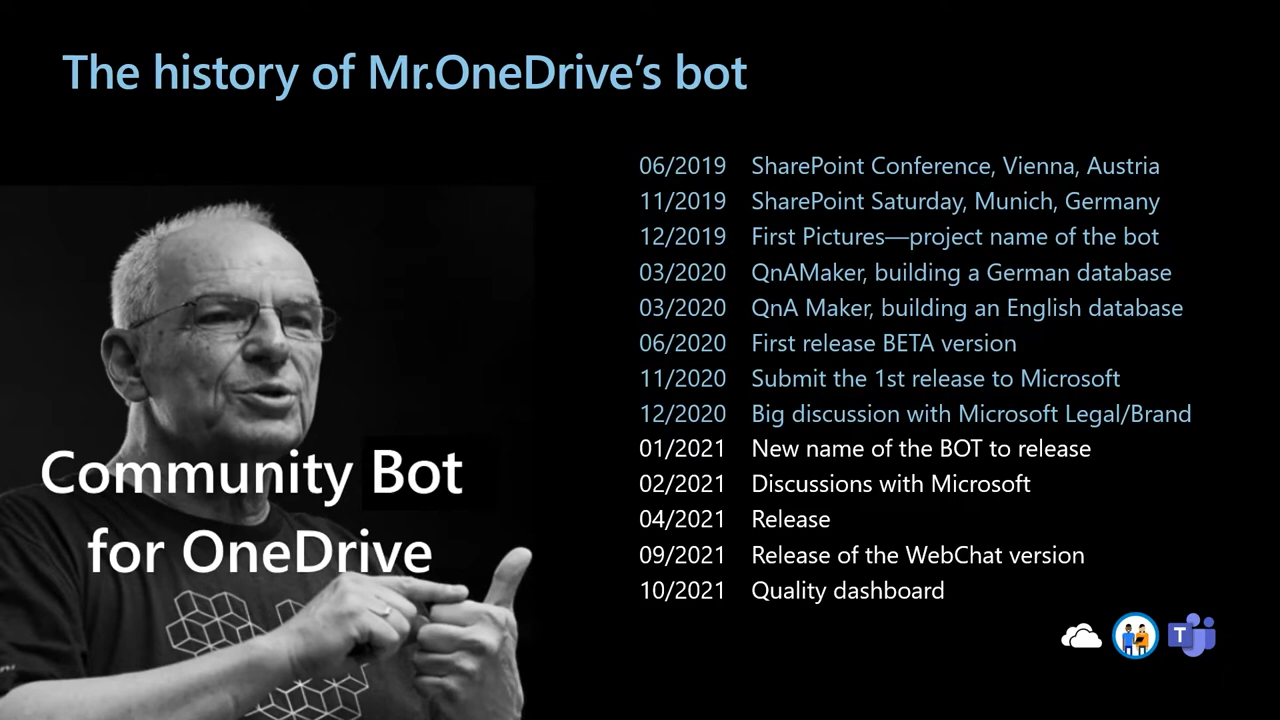 The history of Mr.OneDrive's bot
06/2019 SharePoint Conference, Vienna, Austria
11/2019 SharePoint Saturday, Munich, Germany
12/2019 First Pictures—project name of the bot
03/2020 QnAMaker, building a German database
03/2020 QnA Maker, building an English database
06/2020 First release BETA version
11/2020 Submit the 1st release to Microsoft
12/2020 Big discussion with Microsoft Legal/Brand
01/2021 New name of the BOT to release
02/2021 Discussions with Microsoft
04/2021 Release
09/2021 Release of the WebChat version
10/2021 Quality dashboard
Community Bot
for OneDrive
T